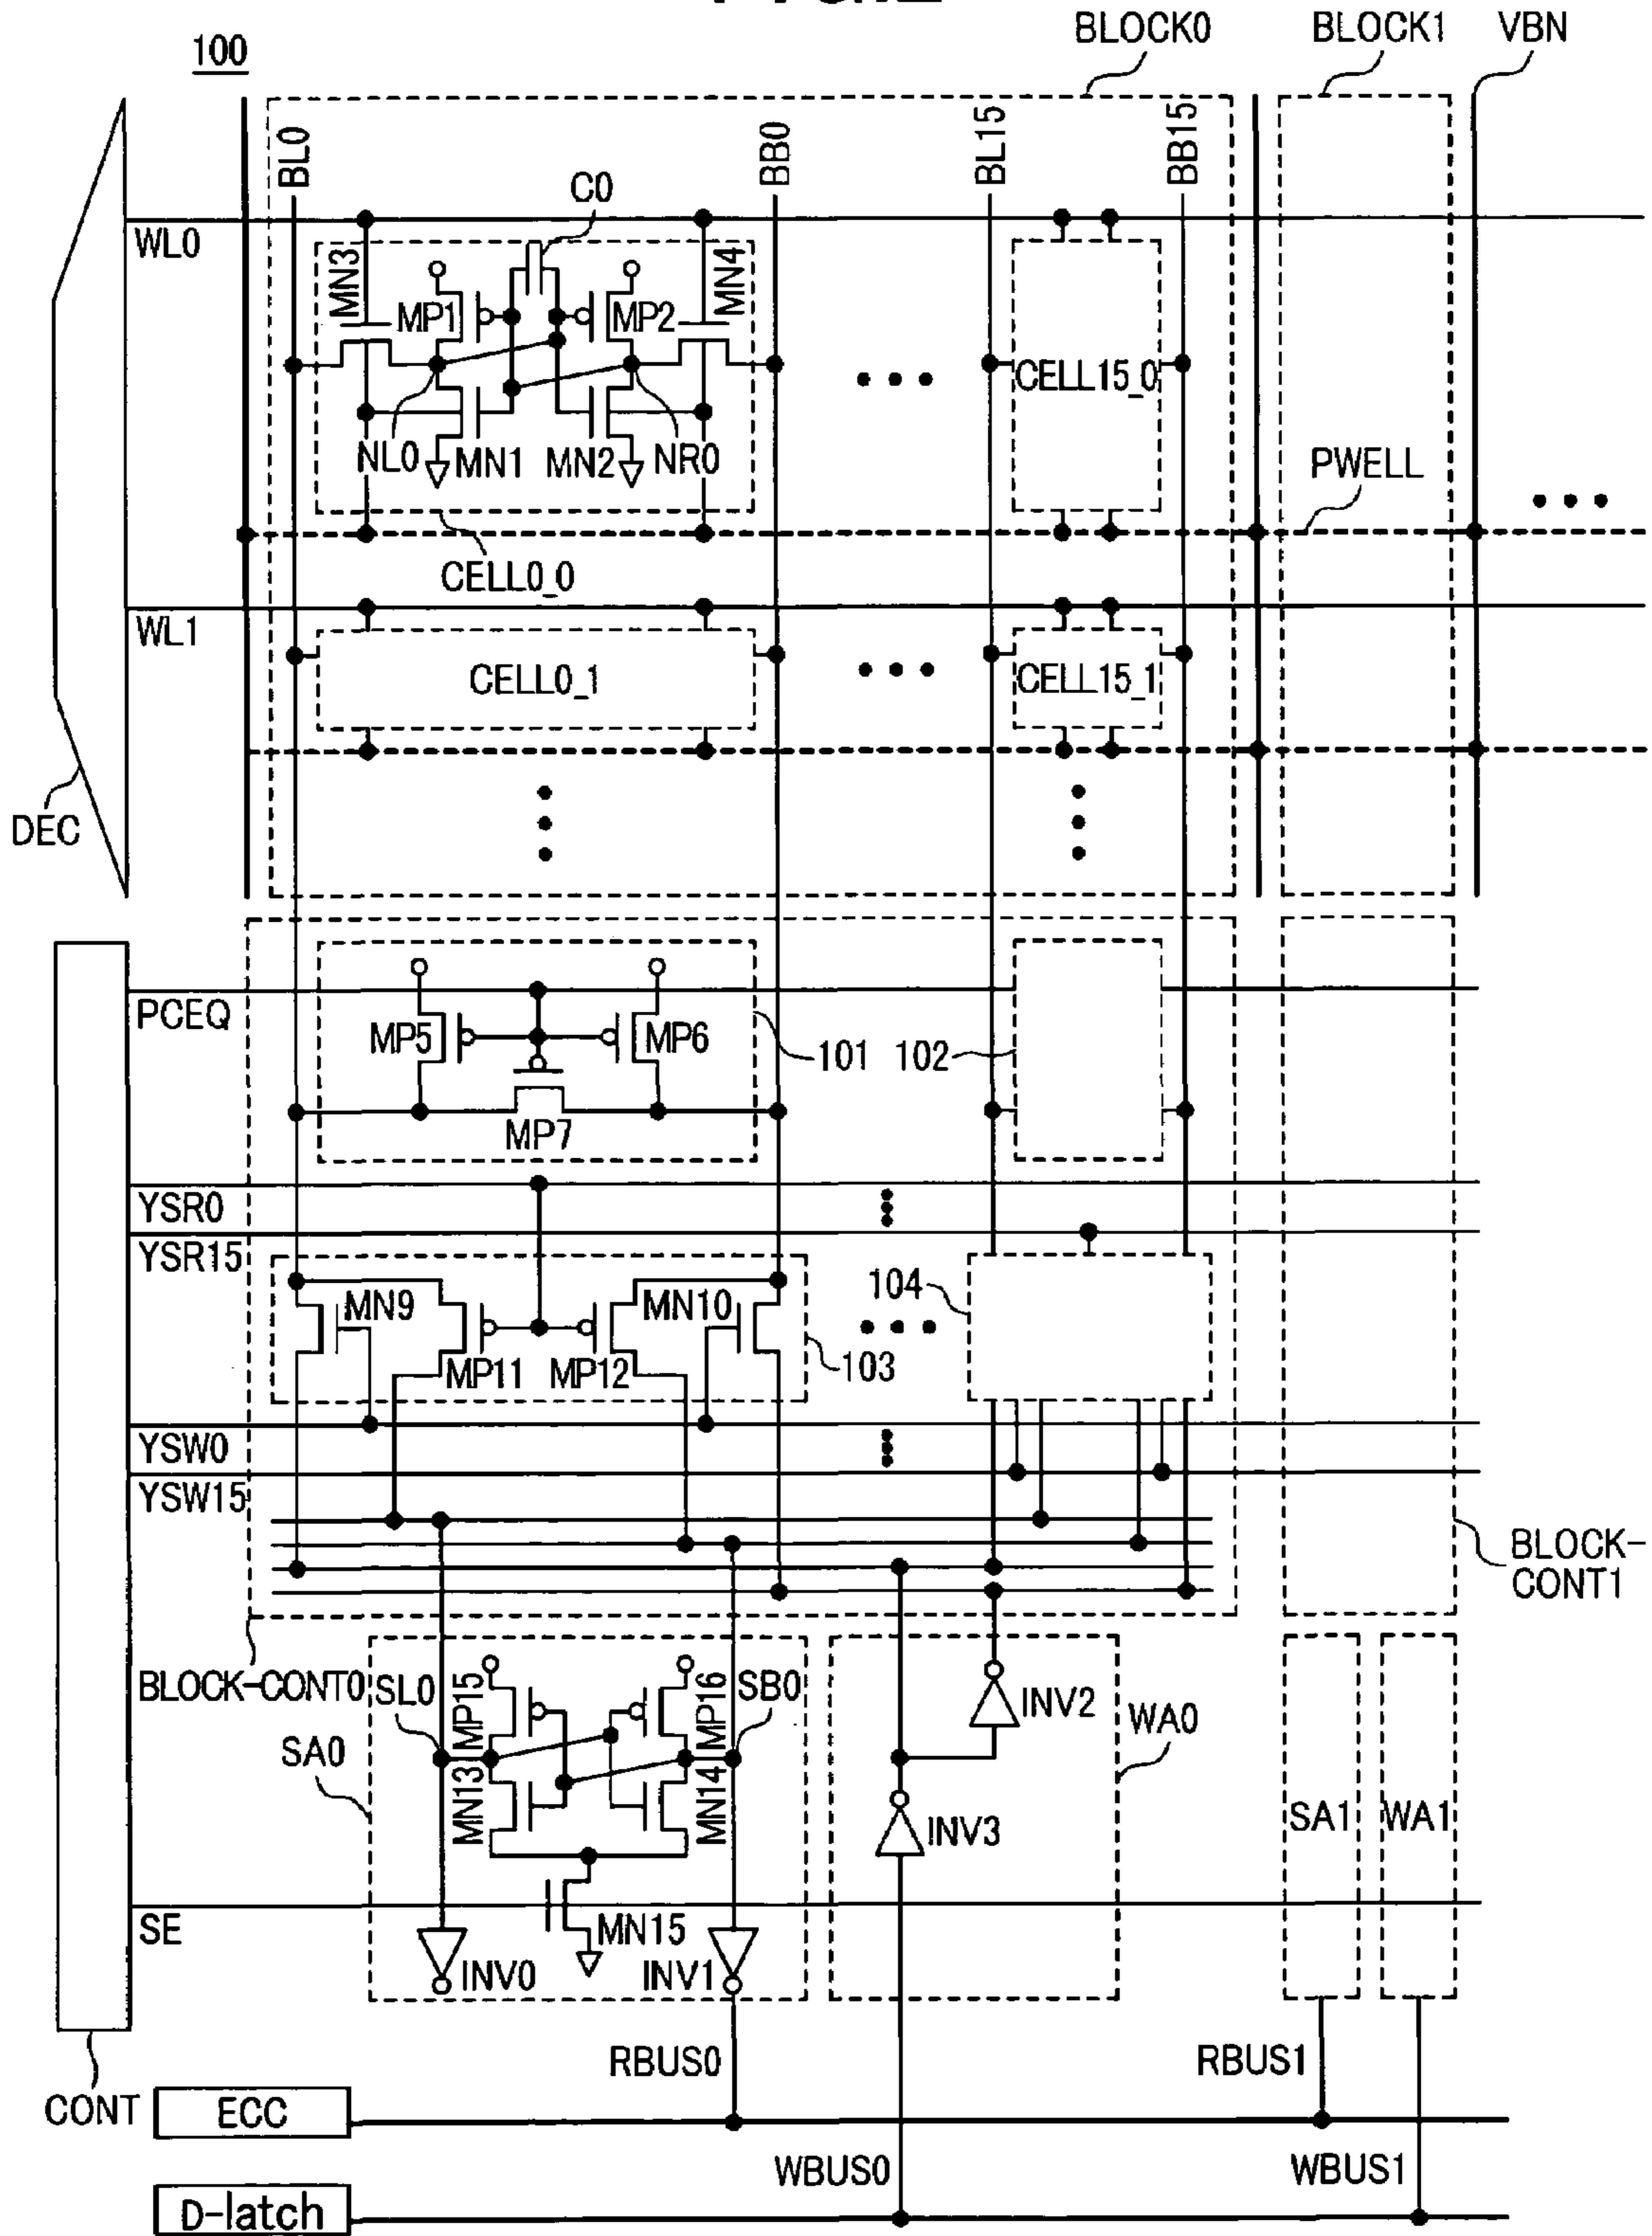 100
BLOCK0
BLOCK1
VBN
BL0
BB0
BL15
BB15
C0
WL0
MN3
MP1
MP2
MN4
CELL15_0
NL0
MN1
MN2
NR0
PWELL
CELL0_0
WL1
CELL0_1
CELL15_1
DEC
PCEQ
MP5
MP6
101
102
MP7
YSR0
YSR15
MN9
MN10
104
MP11
MP12
103
YSW0
YSW15
BLOCK-
CONT1
BLOCK-CONT0
SL0
MP15
MP16
SB0
INV2
WA0
SA0
MN13
MN14
INV3
SA1
WA1
SE
MN15
INV0
INV1
RBUS0
RBUS1
CONT
ECC
WBUS0
WBUS1
D-latch